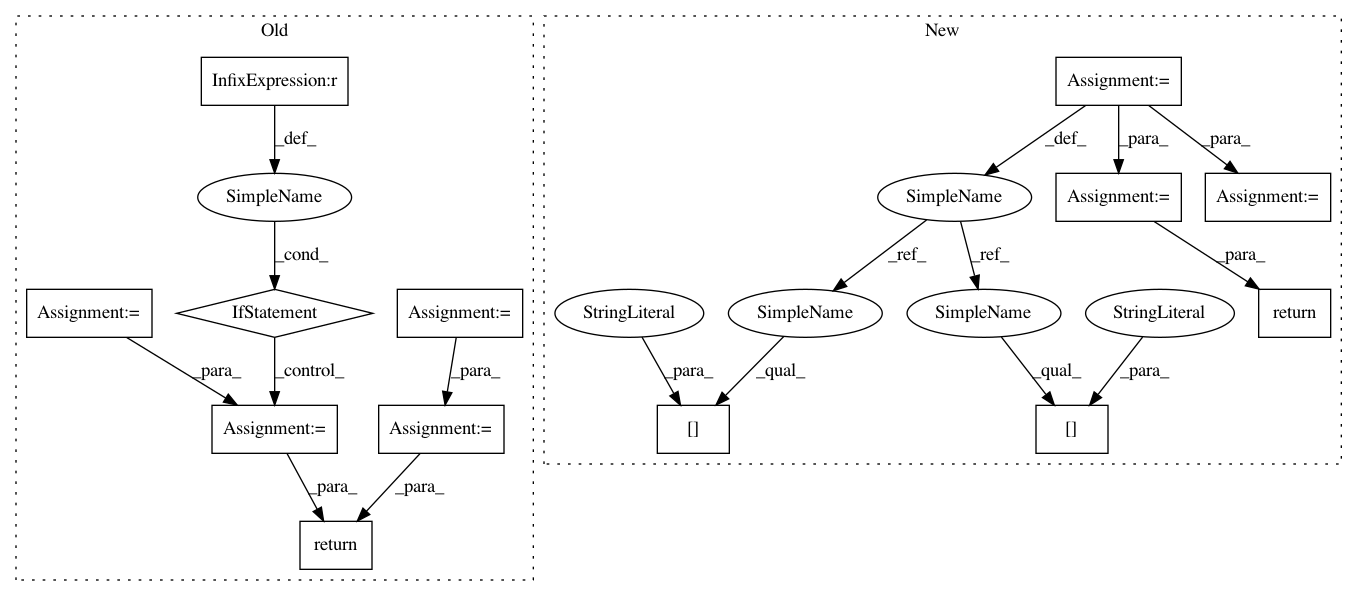 Old
New
InfixExpression:r
Assignment:=
_def_
_def_
_para_
_para_
SimpleName
SimpleName
Assignment:=
Assignment:=
_cond_
_ref_
_ref_
_para_
Assignment:=
IfStatement
Assignment:=
StringLiteral
SimpleName
SimpleName
StringLiteral
return
_para_
_control_
_para_
_para_
_qual_
_qual_
_para_
Assignment:=
Assignment:=
[]
[]
_para_
_para_
return